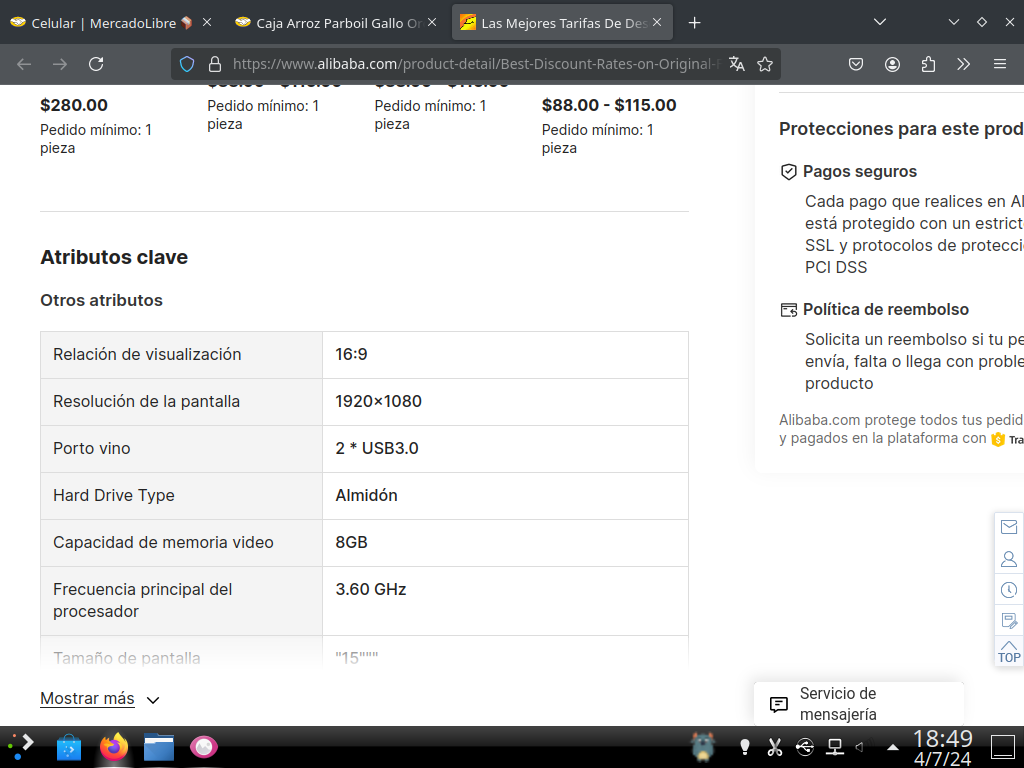 Celular | MercadoLibre
Caja Arroz Parboil Gallo Or
Las Mejores Tarifas De Des
https://www.alibaba.com/product-detail/Best-Discount-Rates-on-Original-F
$280.00
Pedido mínimo: 1
pieza
Pedido mínimo: 1
pieza
Pedido mínimo: 1
pieza
$88.00 - $115.00
Pedido mínimo: 1
pieza
Atributos clave
Otros atributos
Relación de visualización 16:9
Resolución de la pantalla 1920×1080
Porto vino 2 * USB3.0
Hard Drive Type Almidón
Capacidad de memoria video 8GB
Frecuencia principal del 3.60 GHz
procesador
Tamaño de pantalla "15"""
Mostrar más
Protecciones para este prod
Pagos seguros
Cada pago que realices en Al
está protegido con un estrict
SSL y protocolos de protecci
PCI DSS
Política de reembolso
Solicita un reembolso si tu pe
envía, falta o llega con proble
producto
Alibaba.com protege todos tus pedid
y pagados en la plataforma con Tra
TOP
Servicio de
mensajería
18:49
4/7/24